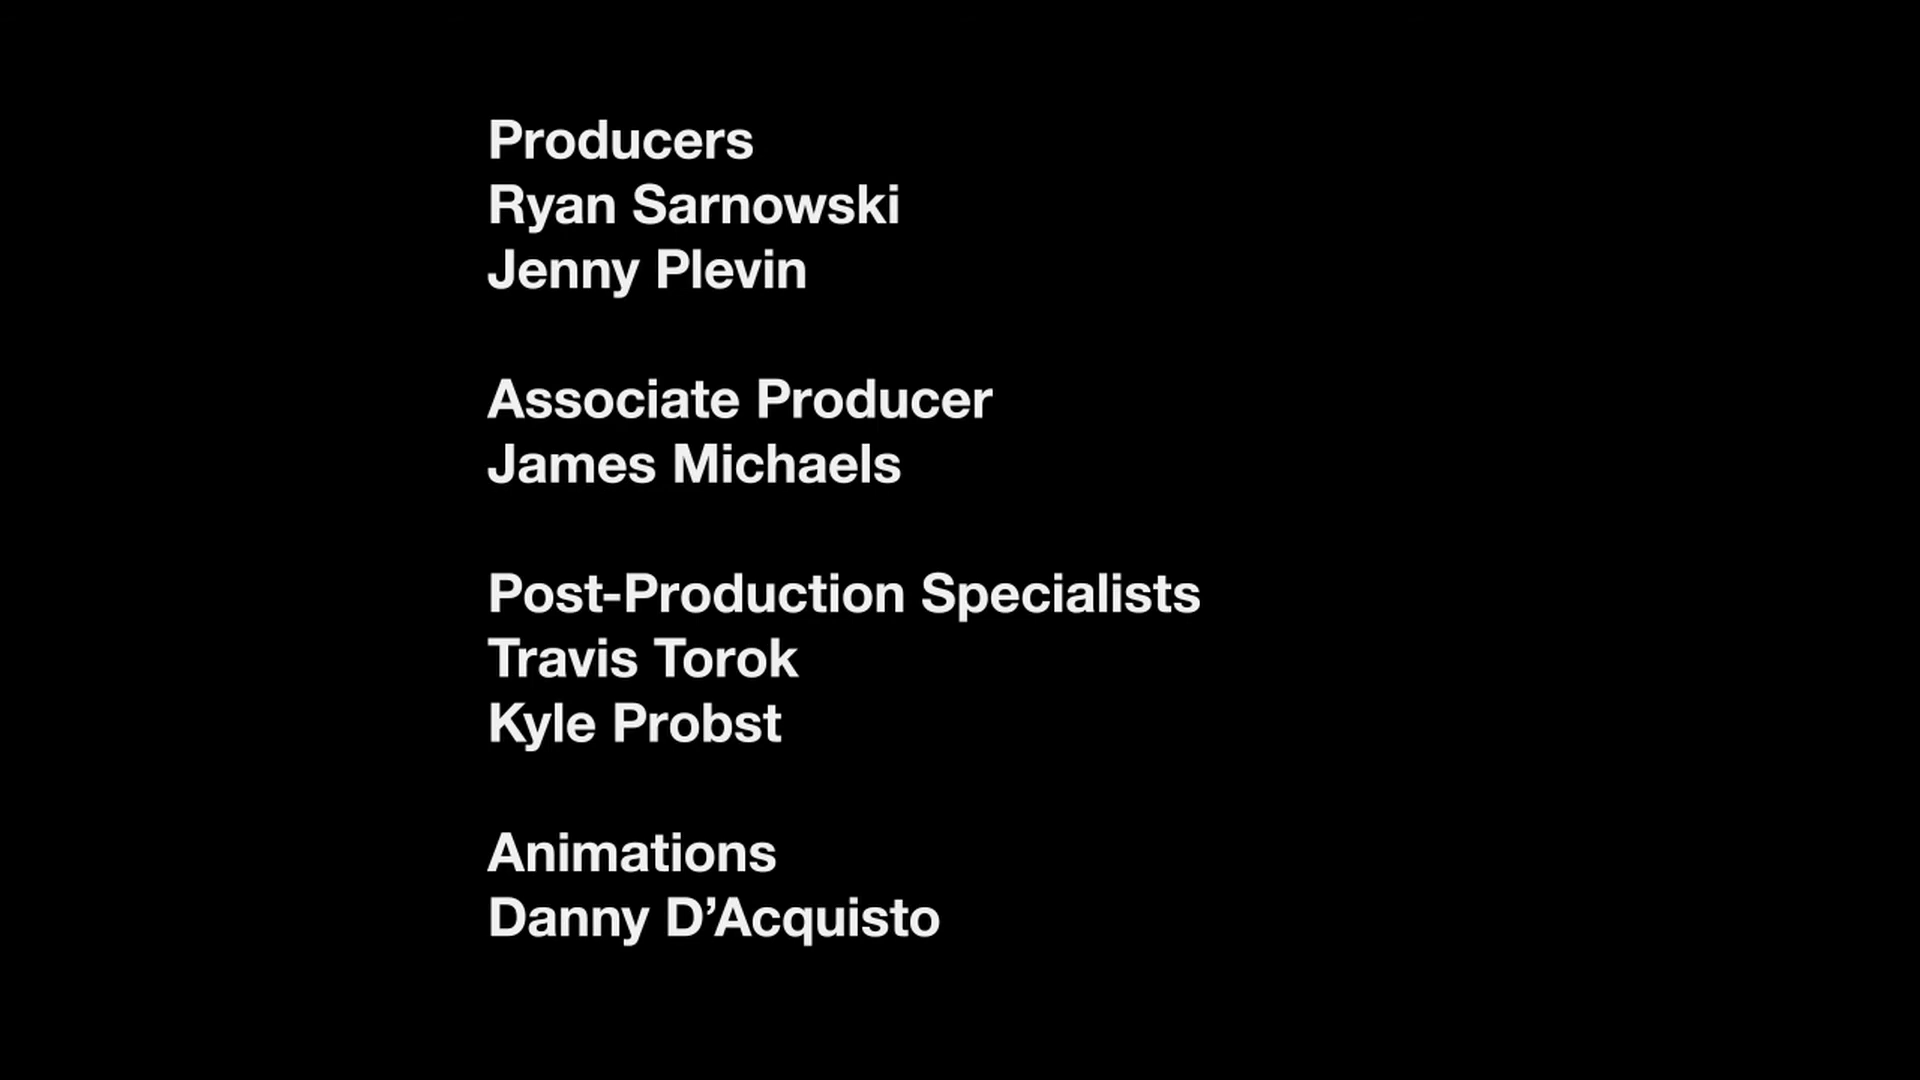 Producers
Ryan Sarnowski
Jenny Plevin
Associate Producer
James Michaels
Post-Production Specialists
Travis Torok
Kyle Probst
Animations
Danny D’Acquisto